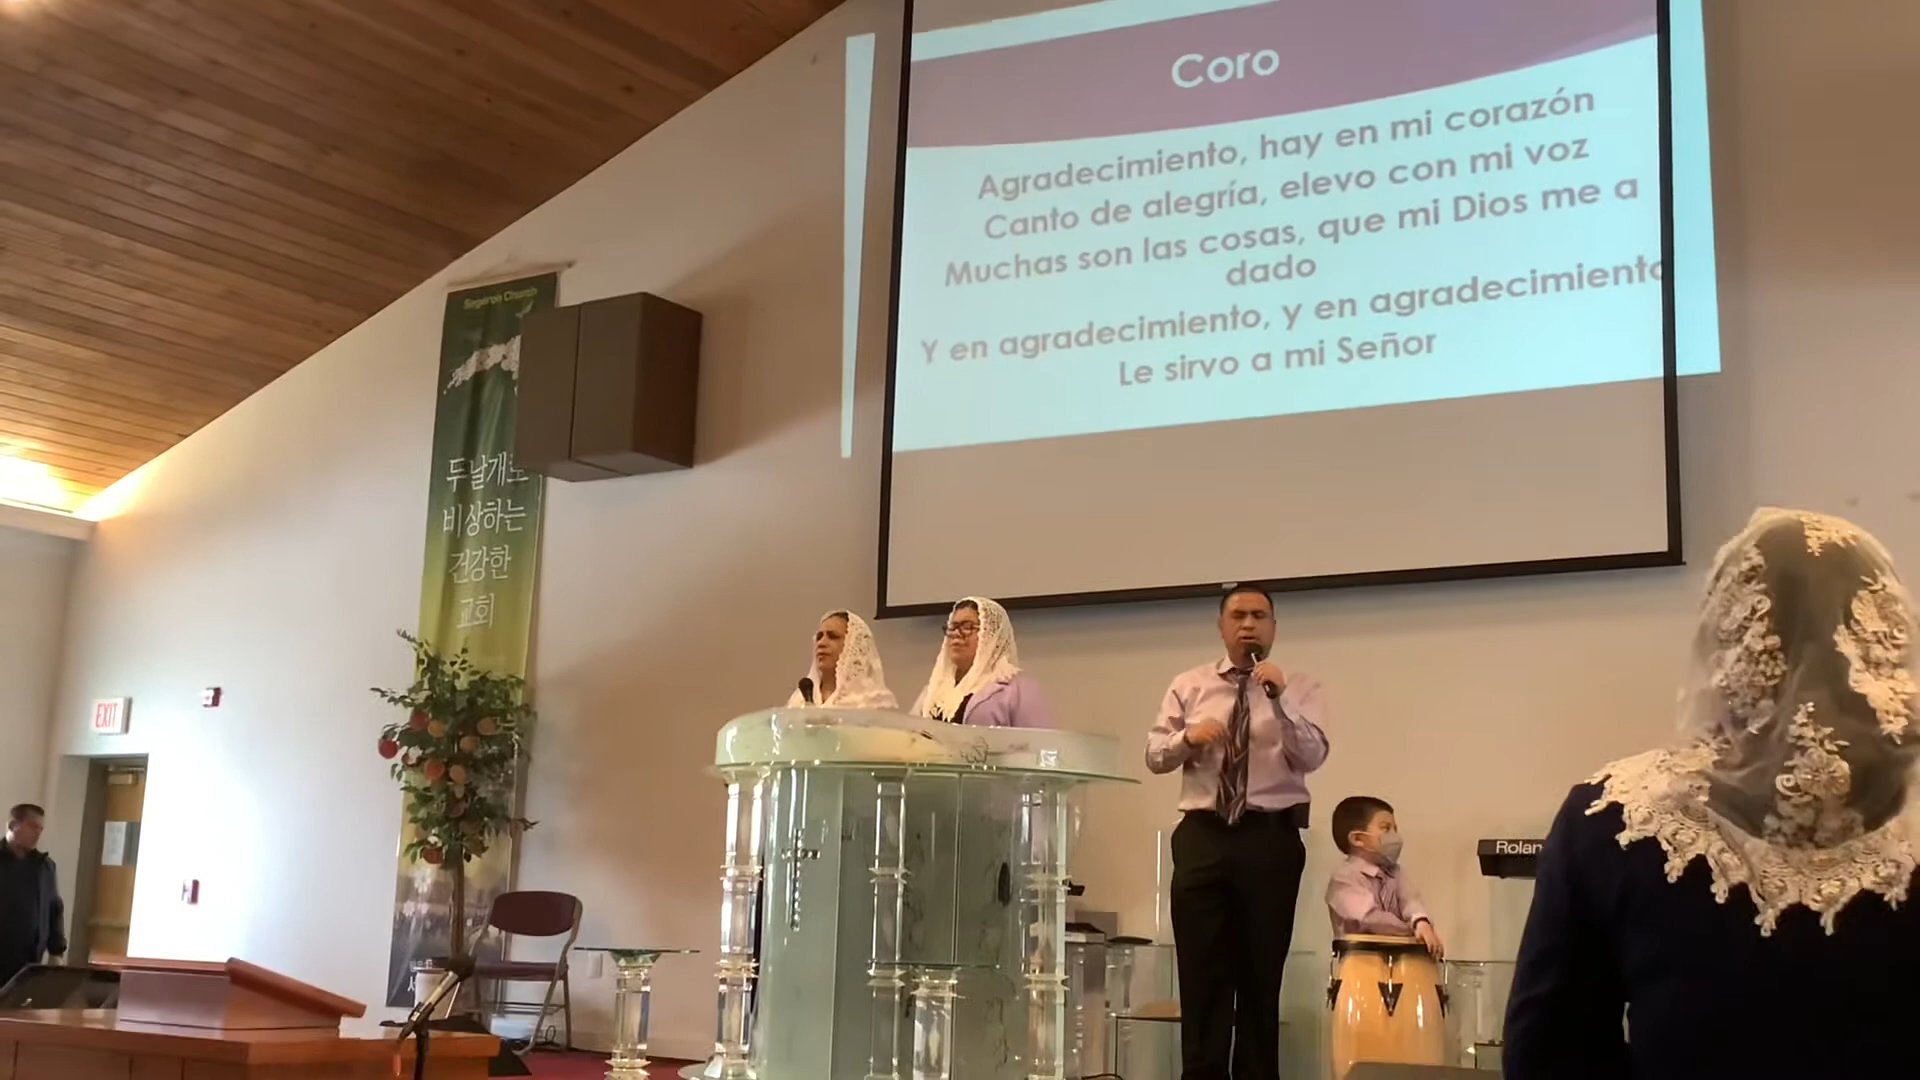 Coro
Agradecimiento, hay en mi corazón
Canto de alegría, elevo con mi voz
Muchas son las cosas, que mi Dios me a
dado
Y en agradecimiento, y en agradecimiento
Le sirvo a mi Señor
두날개로
비상하는
건강한
교회
EXIT
Rolan